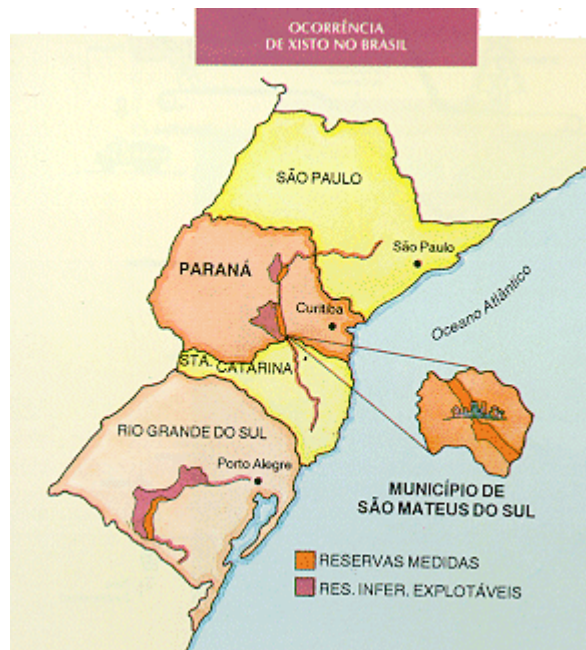 OCORRÊNCIA
DE XISTO NO BRASIL
SÃO PAULO
São Paulo
PARANÁ
Curitiba
Oceano Atlântico
STA. CATARINA
RIO GRANDE DO SUL
Porto Alegre
MUNICÍPIO DE
SÃO MATEUS DO SUL
RESERVAS MEDIDAS
RES. INFER. EXPLOTÁVEIS